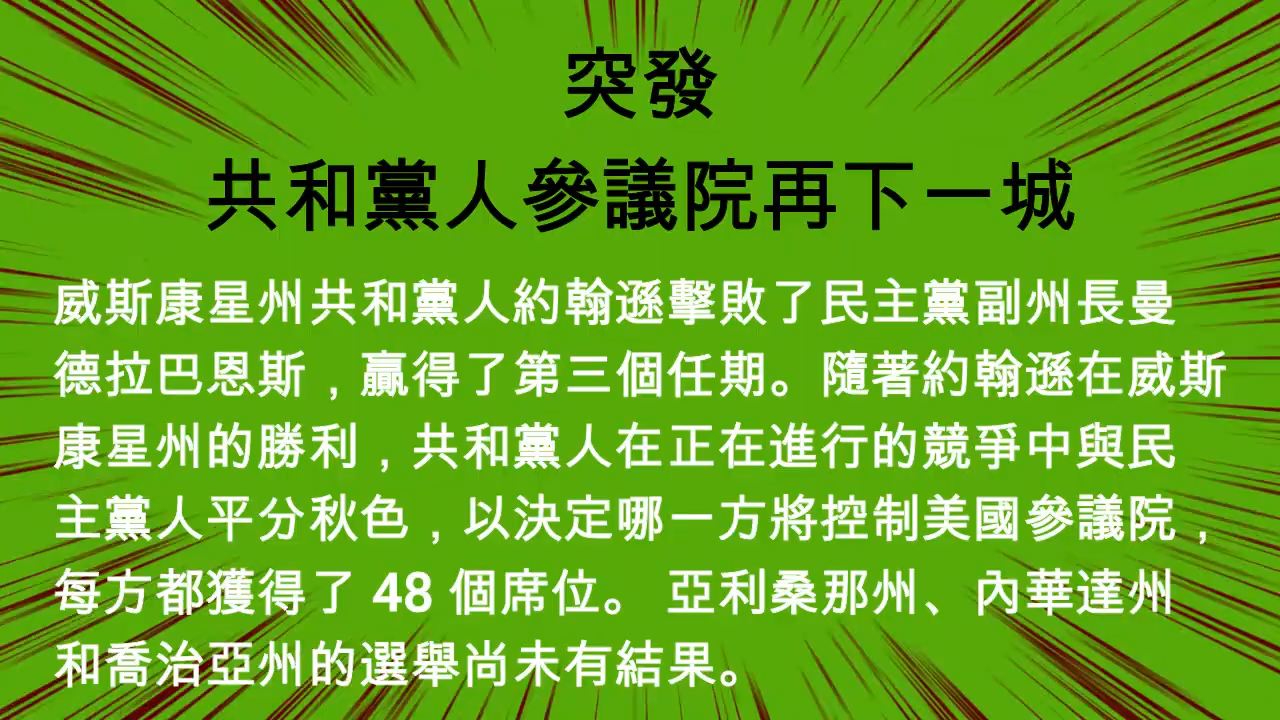 突發
共和黨人參議院再下一城
威斯康星州共和黨人約翰遜擊敗了民主黨副州長曼
德拉巴恩斯，贏得了第三個任期。隨著約翰遜在威斯
康星州的勝利，共和黨人在正在進行的競爭中與民
主黨人平分秋色，以決定哪一方將控制美國參議院，
每方都獲得了 48 個席位。 亞利桑那州、內華達州
和喬治亞州的選舉尚未有結果。